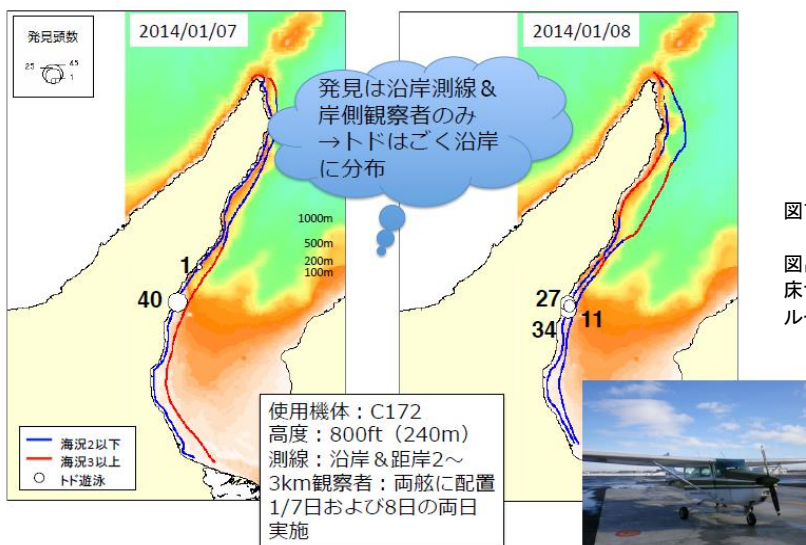 発見頭数
25
45
1
2014/01/07
2014/01/08
発見は沿岸測線&
岸側観察者のみ
→トドはごく沿岸
に分布
1000m
500m
200m
100m
1
40
27
34
11
海況2以下
海況3以上
トド遊泳
使用機体：C172
高度：800ft（240m）
測線：沿岸&距岸2～
3km観察者：両舷に配置
1/7日および8日の両日
実施
図
図
床
ル